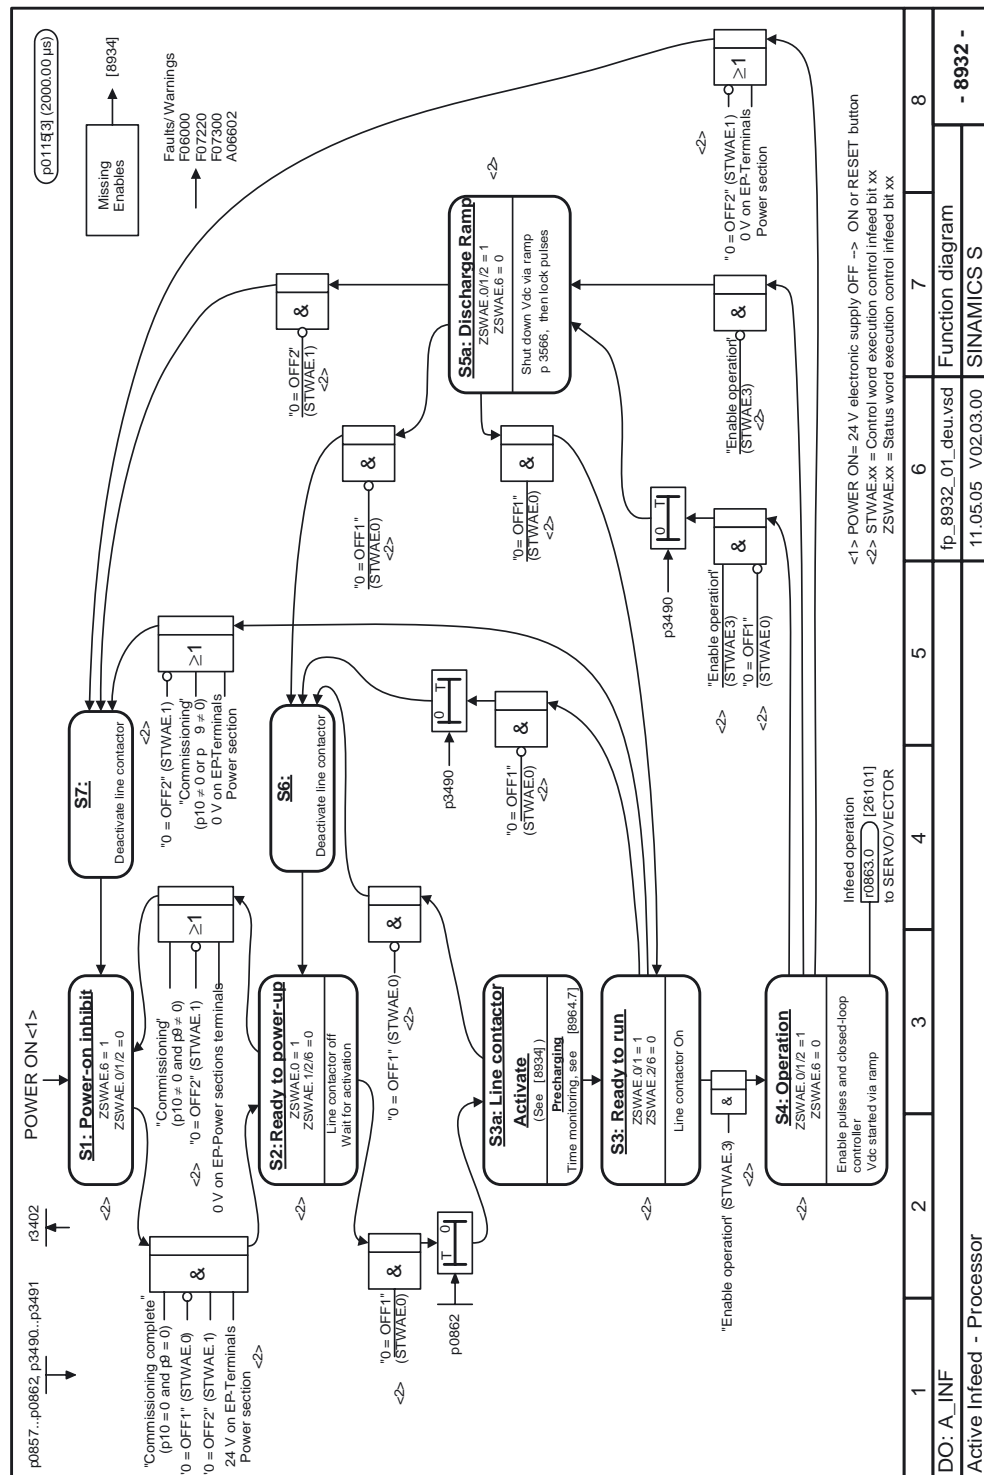 p0857...p0862, p3490...p3491
r3402
POWER ON <1>
p0115[3] (2000.00 µs)
Missing
Enables
[8934]
Faults/Warnings
F06000
F07220
F07300
A06602
"Commissioning complete"
(p10 = 0 and p9 = 0)
"0 = OFF1" (STWAE.0)
"0 = OFF2" (STWAE.1)
24 V on EP-Terminals
Power section
<2>
&
S1: Power-on inhibit
ZSWAE.6 = 1
ZSWAE. 0/1/2 = 0
<2>
"Commissioning"
(p10 ≠ 0 and p9 ≠ 0)
<2> "0 = OFF2" (STWAE.1)
0 V on EP-Power sections terminals
≥1
S7:
Deactivate line contactor
<2>
"0 = OFF2" (STWAE.1)
"Commissioning"
(p10 ≠ 0 or p 9 ≠ 0)
0 V on EP-Terminals
Power section
≥1
S2: Ready to power-up
ZSWAE.0 = 1
ZSWAE. 1/2/6 = 0
Line contactor off
Wait for activation
<2>
S6:
Deactivate line contactor
"0 = OFF1"
(STWAE.0)
<2>
&
T 0
p0862
"0 = OFF1" (STWAE.0)
<2>
&
S3a: Line contactor
Activate
(See [8934])
Precharging
Time monitoring, see [8964.7]
p3490
0 T
"0 = OFF1"
(STWAE.0)
<2>
&
S3: Ready to run
ZSWAE.0/1 = 1
ZSWAE.2/6 = 0
Line contactor On
<2>
"Enable operation" (STWAE.3)
<2>
&
S4: Operation
ZSWAE.0/1/2 =1
ZSWAE.6 = 0
Enable pulses and closed-loop
controller
Vdc started via ramp
<2>
Infeed operation
r0863.0 [2610.1]
to SERVO/VECTOR
"0 = OFF1"
(STWAE.0)
<2>
&
"0 = OFF2"
(STWAE.1)
<2>
&
"0 = OFF1"
(STWAE.0)
<2>
&
S5a: Discharge Ramp
ZSWAE.0/1/2 = 1
ZSWAE.6 = 0
Shut down Vdc via ramp
p 3566, then lock pulses
<2>
p3490
0 T
"Enable operation"
(STWAE.3)
<2>
"0 = OFF1"
(STWAE.0)
<2>
&
"Enable operation"
(STWAE.3)
<2>
&
<2>
"0 = OFF2" (STWAE.1)
0 V on EP-Terminals
Power section
≥1
<1> POWER ON= 24 V electronic supply OFF --> ON or RESET button
<2> STWAE.xx = Control word execution control infeed bit xx
ZSWAE.xx = Status word execution control infeed bit xx
1 2 3 4 5 6 7 8
DO: A_INF
Active Infeed - Processor
fp_8932_01_deu.vsd
11.05.05 V02.03.00
Function diagram
SINAMICS S
- 8932 -